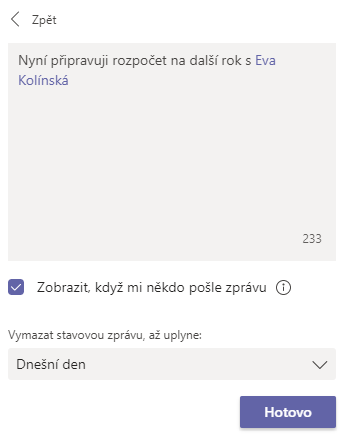 Zpět
Nyní připravuji rozpočet na další rok s Eva
Kolínská
233
Zobrazit, když mi někdo pošle zprávu
Vymazat stavovou zprávu, až uplyne:
Dnešní den
Hotovo